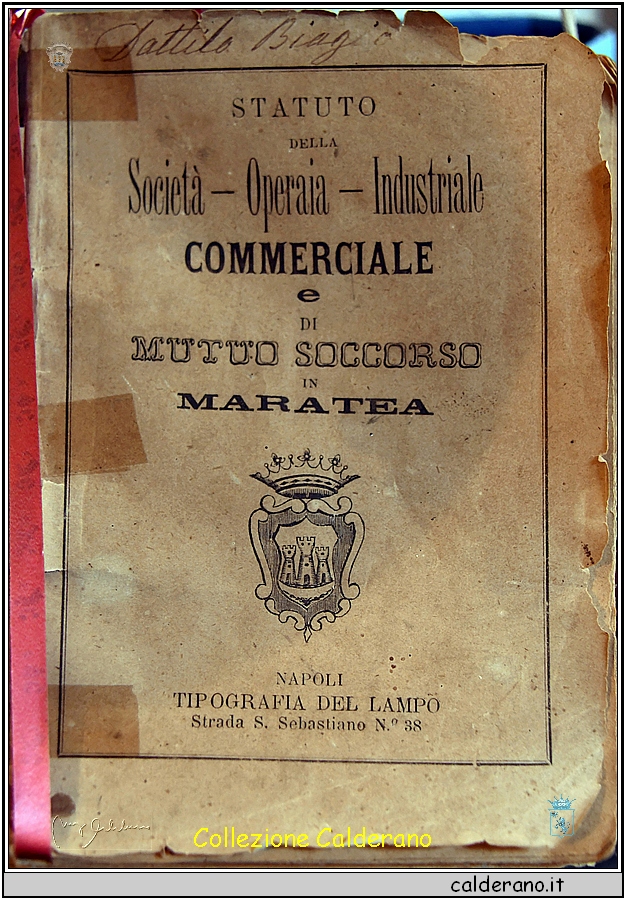 Dattilo Biagio
STATUTO
DELLA
Società — Operaia — Industriale
COMMERCIALE
e
DI
MUTUO SOCCORSO
IN
MARATEA
NAPOLI
TIPOGRAFIA DEL LAMPO
Strada S. Sebastiano N.º 38
Collezione Calderano
calderano.it